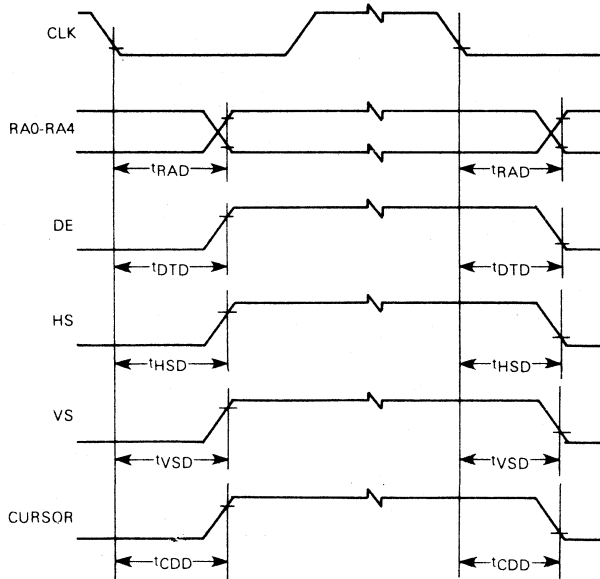 CLK
RA0-RA4
tRAD tRAD
DE
tDTD tDTD
HS
tHSD tHSD
VS
tVSD tVSD
CURSOR
tCDD tCDD